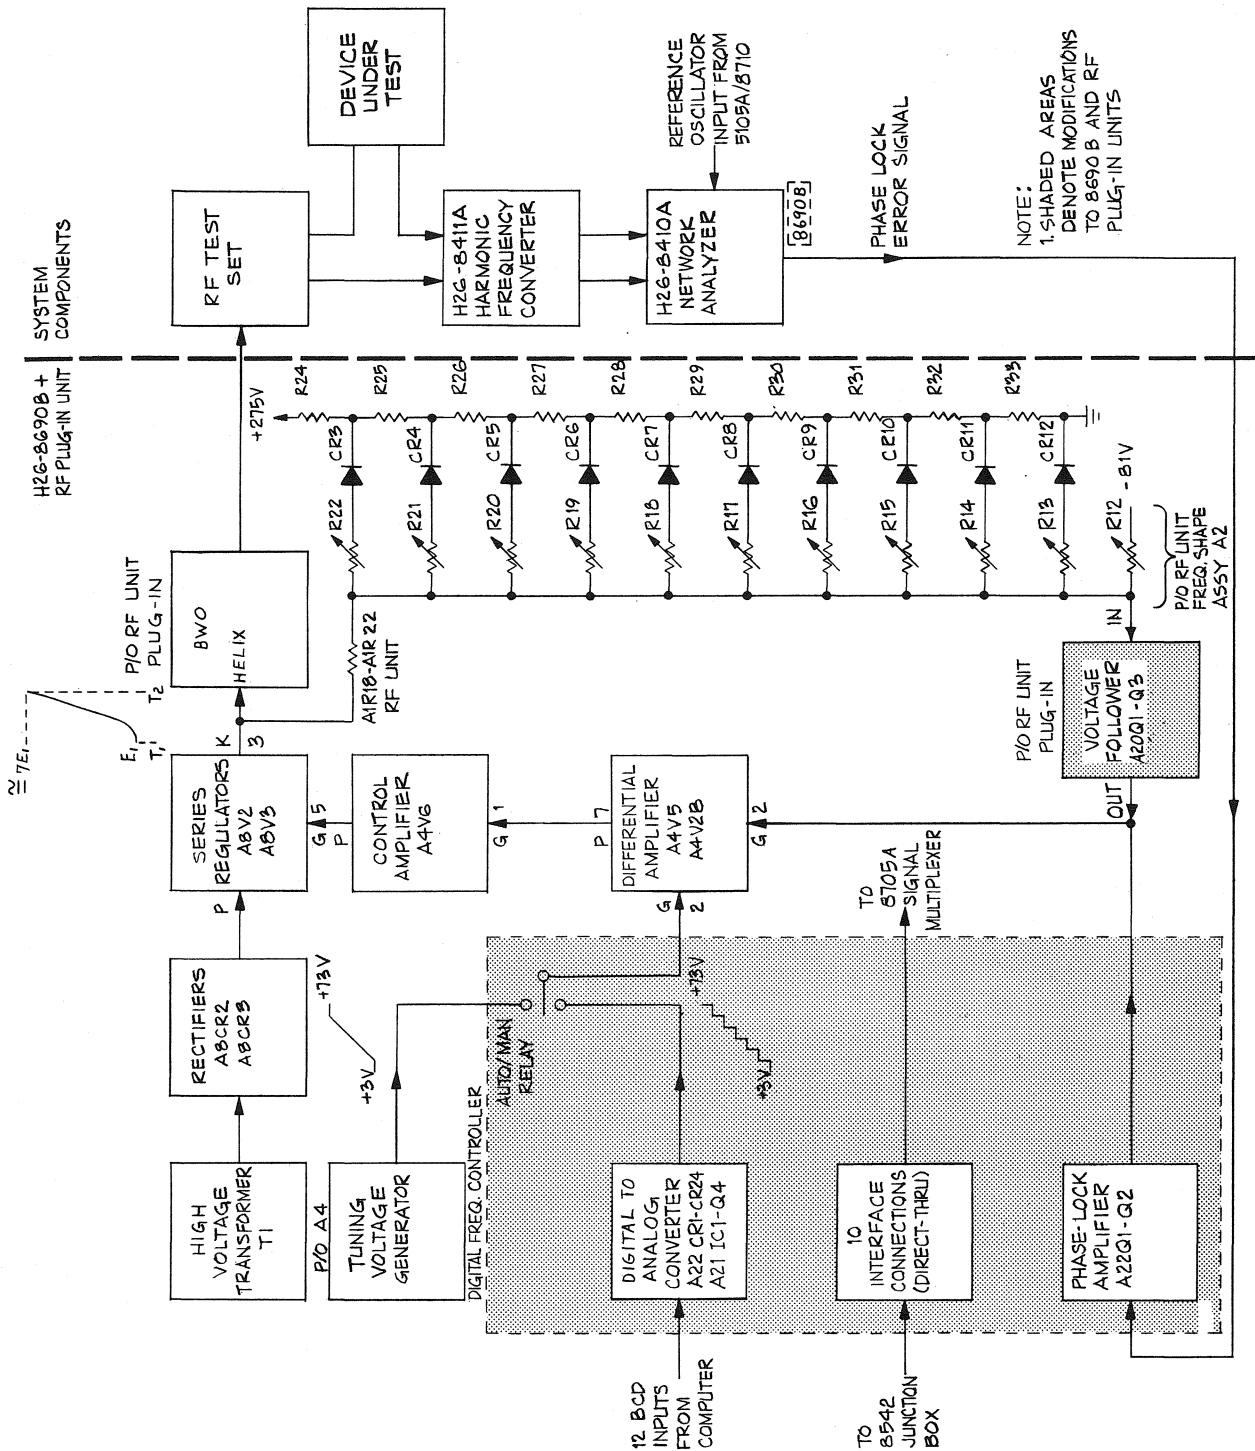 H26-8690B +
RF PLUG-IN UNIT
SYSTEM
COMPONENTS
HIGH
VOLTAGE
TRANSFORMER
T1
RECTIFIERS
A8CR2
A8CR3
P
SERIES
REGULATORS
A8V2
A8V3
K
3
G 5
≅7E1
E1
T1
T2
P/O RF UNIT
PLUG-IN
BWO
HELIX
RF TEST
SET
DEVICE
UNDER
TEST
P/O A4
TUNING
VOLTAGE
GENERATOR
+3V
+73V
P
CONTROL
AMPLIFIER
A4V6
G 1
A1R18-A1R22
RF UNIT
+275V
R24
R25
R26
R27
R28
R29
R30
R31
R32
R33
CR3
CR4
CR5
CR6
CR7
CR8
CR9
CR10
CR11
CR12
R22
R21
R20
R19
R18
R17
R16
R15
R14
R13
R12
-81V
H26-8411A
HARMONIC
FREQUENCY
CONVERTER
DIGITAL FREQ. CONTROLLER
AUTO/MAN
RELAY
12 BCD
INPUTS
FROM
COMPUTER
DIGITAL TO
ANALOG
CONVERTER
A22 CR1-CR24
A21 IC1-Q4
+3V
+73V
G
2
P 7
DIFFERENTIAL
AMPLIFIER
A4V5
A4V2B
G 2
H26-8410A
NETWORK
ANALYZER
REFERENCE
OSCILLATOR
INPUT FROM
5105A/8710
8690B
TO
8542
JUNCTION
BOX
10
INTERFACE
CONNECTIONS
(DIRECT-THRU)
TO
8705A
SIGNAL
MULTIPLEXER
PHASE LOCK
ERROR SIGNAL
PHASE-LOCK
AMPLIFIER
A22Q1-Q2
P/O RF UNIT
PLUG-IN
OUT
VOLTAGE
FOLLOWER
A20Q1-Q3
IN
P/O RF UNIT
FREQ. SHAPE
ASSY A2
NOTE:
1. SHADED AREAS
DENOTE MODIFICATIONS
TO 8690B AND RF
PLUG-IN UNITS